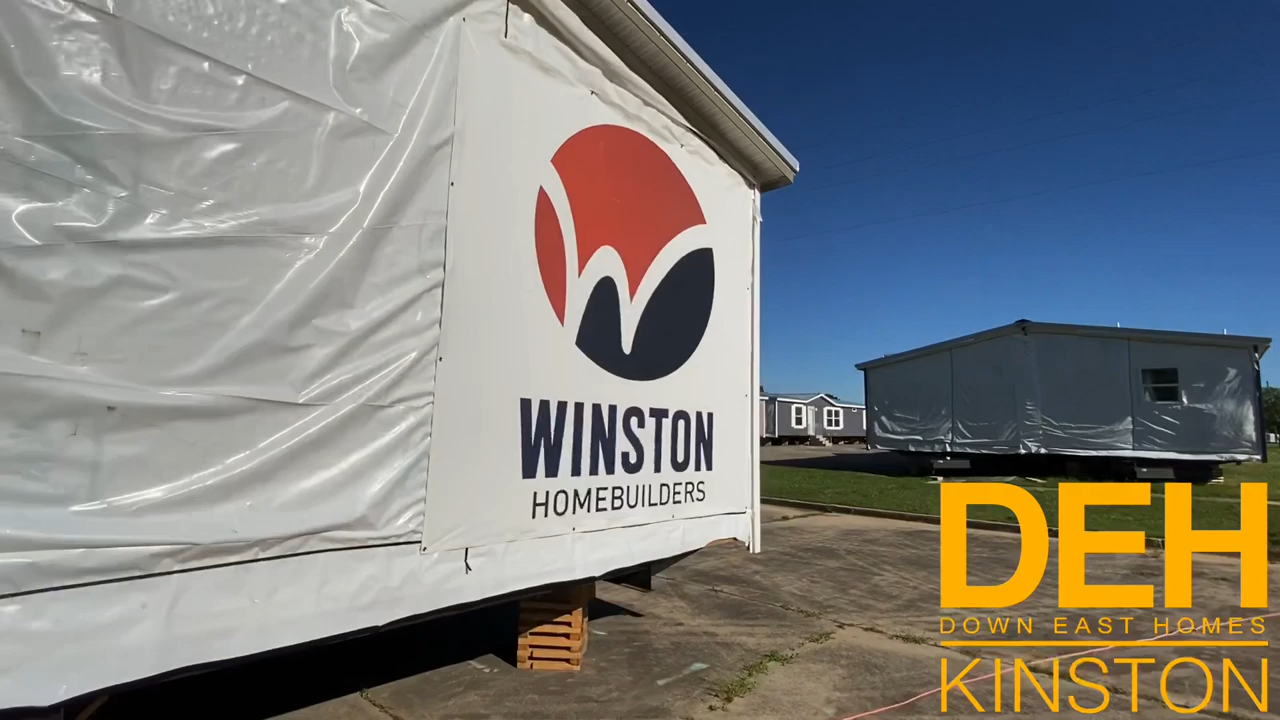 WINSTON
HOMEBUILDERS
DEH
DOWN EAST HOMES
KINSTON